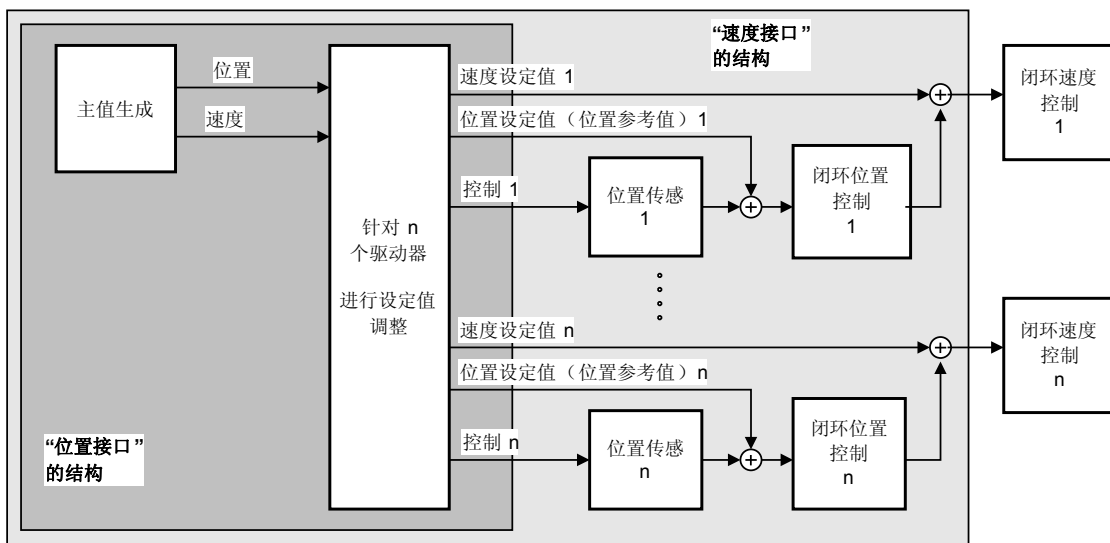 “速度接口”
的结构
主值生成
位置
速度
针对 n
个驱动器
进行设定值
调整
速度设定值 1
位置设定值（位置参考值）1
控制 1
位置传感
1
闭环位置
控制
1
闭环速度
控制
1
速度设定值 n
位置设定值（位置参考值）n
控制 n
位置传感
n
闭环位置
控制
n
闭环速度
控制
n
“位置接口”
的结构